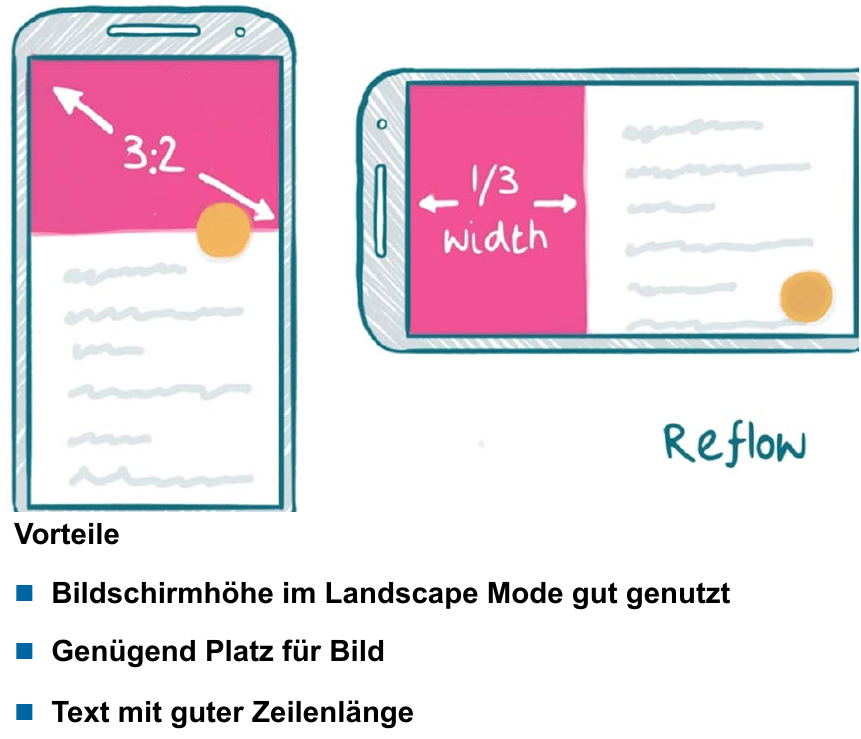 3:2
1/3
width
Reflow
Vorteile
Bildschirmhöhe im Landscape Mode gut genutzt
Genügend Platz für Bild
Text mit guter Zeilenlänge